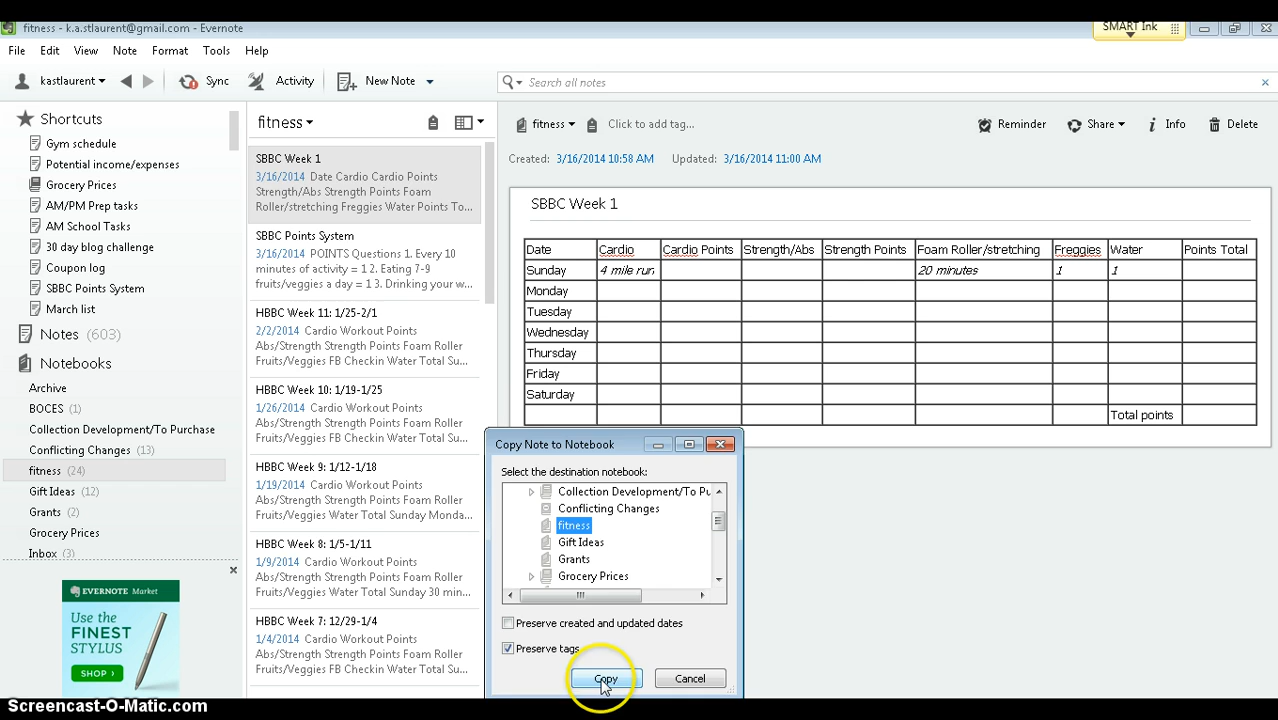 fitness - k.a.stlaurent@gmail.com - Evernote
SMART Ink
File Edit View Note Format Tools Help
kastlaurent Sync Activity New Note
Search all notes
Shortcuts
Gym schedule
Potential income/expenses
Grocery Prices
AM/PM Prep tasks
AM School Tasks
30 day blog challenge
Coupon log
SBBC Points System
March list
Notes (603)
Notebooks
Archive
BOCES (1)
Collection Development/To Purchase
Conflicting Changes (13)
fitness (24)
Gift Ideas (12)
Grants (2)
Grocery Prices
Inbox (3)
EVERNOTE Market
Use the
FINEST
STYLUS
SHOP ›
fitness
SBBC Week 1
3/16/2014 Date Cardio Cardio Points
Strength/Abs Strength Points Foam
Roller/stretching Freggies Water Points To...
SBBC Points System
3/16/2014 POINTS Questions 1. Every 10
minutes of activity = 1 2. Eating 7-9
fruits/veggies a day = 1 3. Drinking your w...
HBBC Week 11: 1/25-2/1
2/2/2014 Cardio Workout Points
Abs/Strength Strength Points Foam Roller
Fruits/Veggies FB Checkin Water Total Su...
HBBC Week 10: 1/19-1/25
1/26/2014 Cardio Workout Points
Abs/Strength Strength Points Foam Roller
Fruits/Veggies FB Checkin Water Total Su...
HBBC Week 9: 1/12-1/18
1/19/2014 Cardio Workout Points
Abs/Strength Strength Points Foam Roller
Fruits/Veggies Water Total Sunday Monda...
HBBC Week 8: 1/5-1/11
1/9/2014 Cardio Workout Points
Abs/Strength Strength Points Foam Roller
Fruits/Veggies Water Total Sunday 30 min...
HBBC Week 7: 12/29-1/4
1/4/2014 Cardio Workout Points
Abs/Strength Strength Points Foam Roller
Fruits/Veggies FB Checkin Water Total Su...
fitness Click to add tag... Reminder Share Info Delete
Created: 3/16/2014 10:58 AM Updated: 3/16/2014 11:00 AM
SBBC Week 1
Date Cardio Cardio Points Strength/Abs Strength Points Foam Roller/stretching Freggies Water Points Total
Sunday 4 mile run 20 minutes 1 1
Monday
Tuesday
Wednesday
Thursday
Friday
Saturday
Total points
Copy Note to Notebook
Select the destination notebook:
Collection Development/To Pu
Conflicting Changes
fitness
Gift Ideas
Grants
Grocery Prices
Preserve created and updated dates
Preserve tags
Copy Cancel
Screencast-O-Matic.com